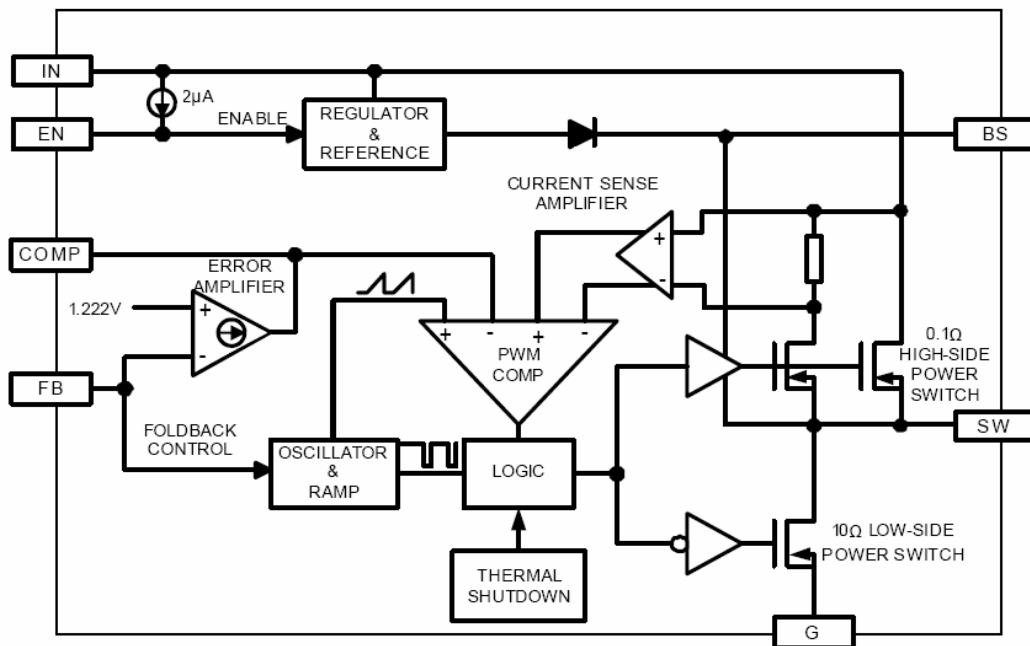 IN
2µA
EN
ENABLE
REGULATOR
&
REFERENCE
BS
CURRENT SENSE
AMPLIFIER
COMP
ERROR
AMPLIFIER
1.222V
+
-
+
-
+
-
+
-
PWM
COMP
0.1Ω
HIGH-SIDE
POWER
SWITCH
FB
SW
FOLDBACK
CONTROL
OSCILLATOR
&
RAMP
LOGIC
10Ω LOW-SIDE
POWER SWITCH
THERMAL
SHUTDOWN
G